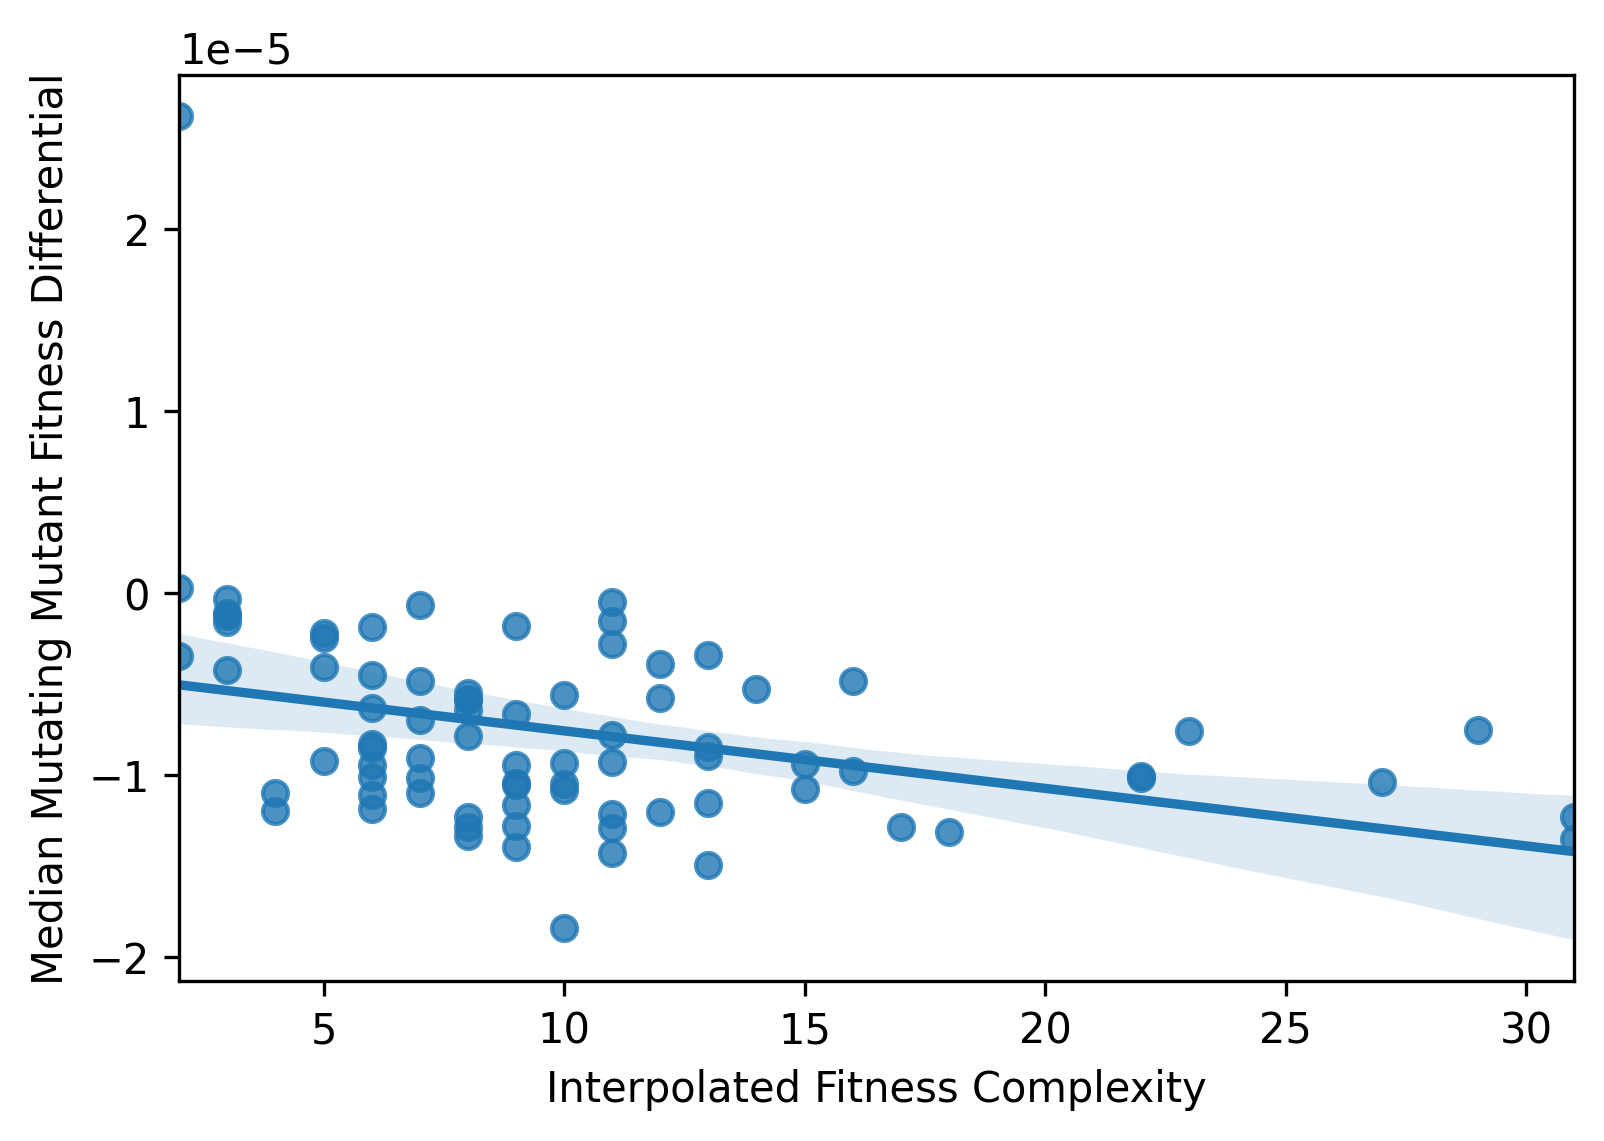 1e−5
Median Mutating Mutant Fitness Differential
2
1
0
−1
−2
5 10 15 20 25 30
Interpolated Fitness Complexity